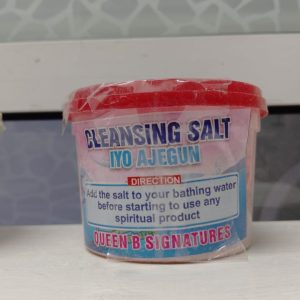 CLEANSING SALT
IYO AJEGUN
DIRECTION
Add the salt to your bathing water
before starting to use any
spiritual product
QUEEN B SIGNATURES